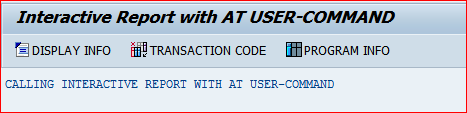 Interactive Report with AT USER-COMMAND
DISPLAY INFO TRANSACTION CODE PROGRAM INFO
CALLING INTERACTIVE REPORT WITH AT USER-COMMAND